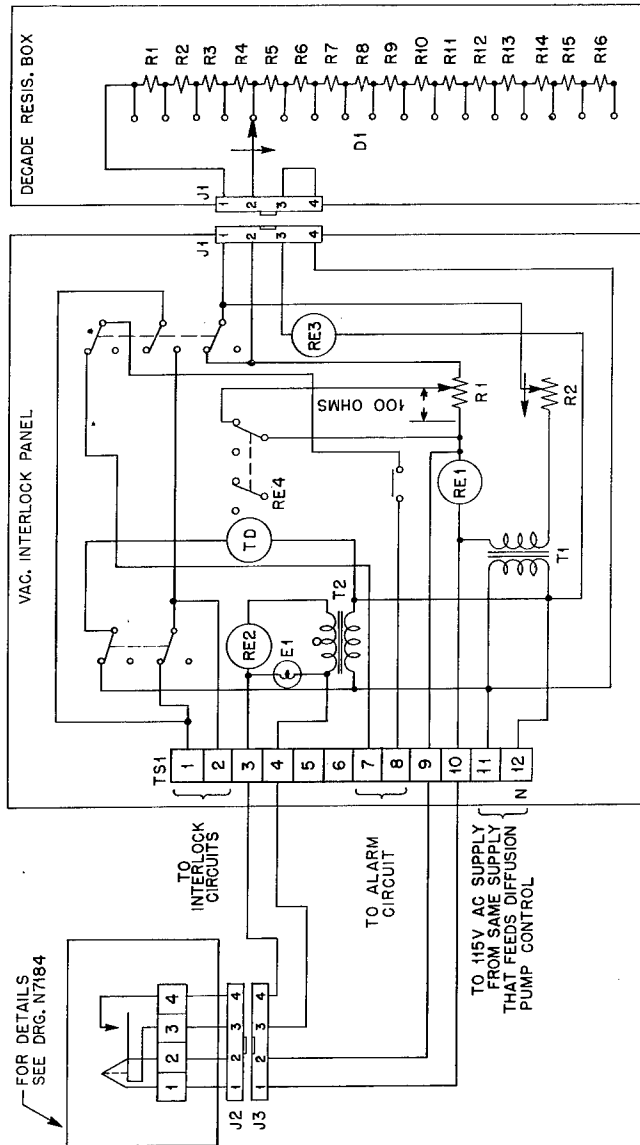 DECADE RESIS. BOX
R1
R2
R3
R4
R5
R6
R7
R8
R9
R10
R11
R12
R13
R14
R15
R16
D1
J1
1
2
3
4
VAC. INTERLOCK PANEL
J1
1
2
3
4
RE3
RE4
100 OHMS
R1
R2
RE1
TD
T2
T1
RE2
E1
TS1
1
2
3
4
5
6
7
8
9
10
11
12
N
TO
INTERLOCK
CIRCUITS
TO ALARM
CIRCUIT
TO 115V AC SUPPLY
FROM SAME SUPPLY
THAT FEEDS DIFFUSION
PUMP CONTROL
FOR DETAILS
SEE DRG. N7184
1
2
3
4
J2
1
2
3
4
J3
1
2
3
4